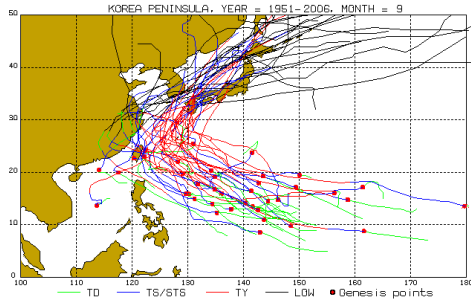 KOREA PENINSULA, YEAR = 1951-2006, MONTH = 9
50
40
30
20
10
0
100 110 120 130 140 150 160 170 180
TD TS/STS TY LOW Genesis points